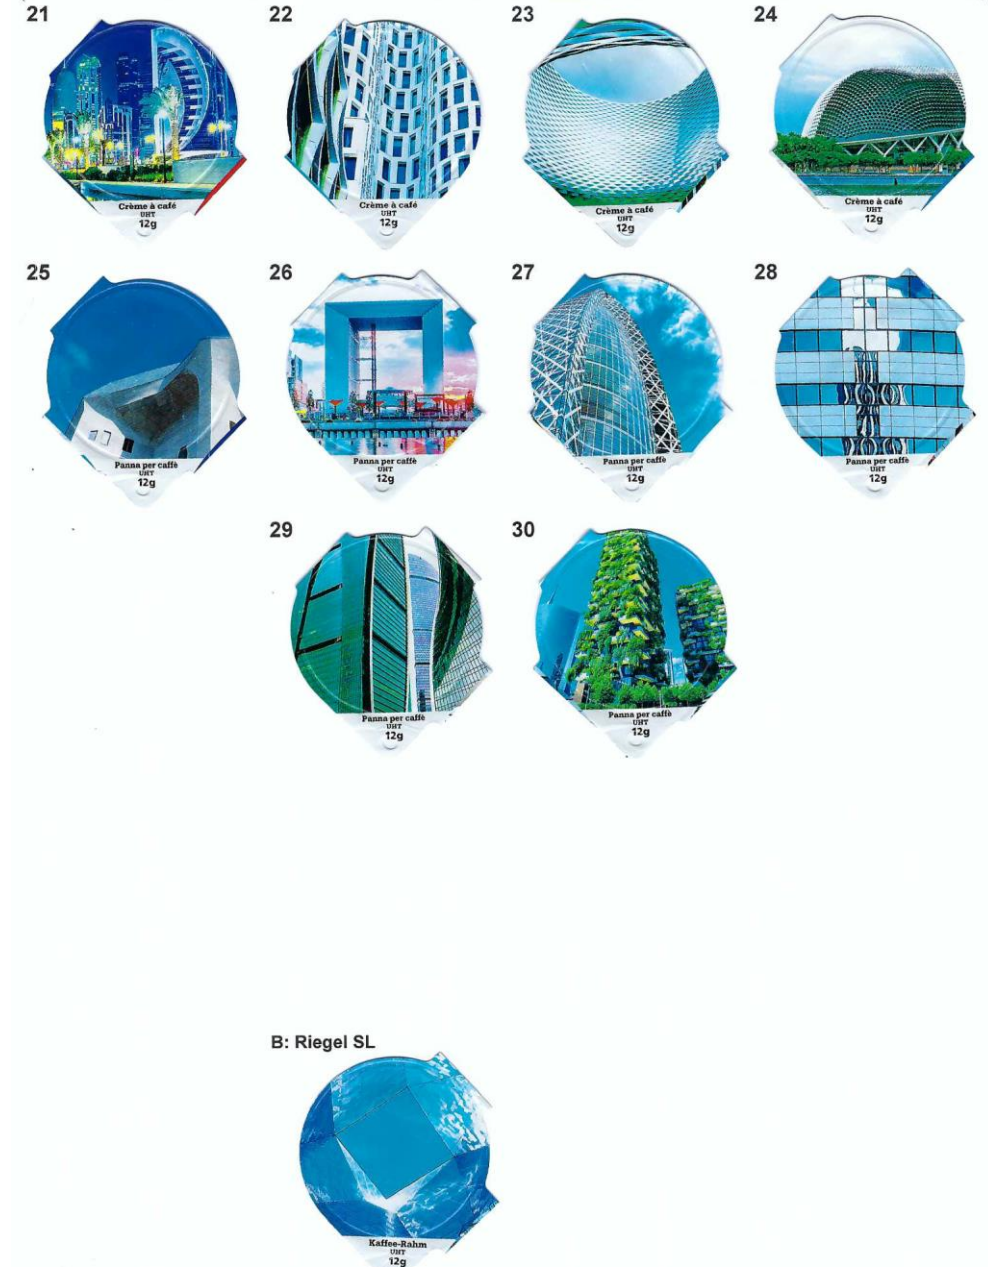 21
Crème à café
UHT
12g
22
Crème à café
UHT
12g
23
Crème à café
UHT
12g
24
Crème à café
UHT
12g
25
Panna per caffè
UHT
12g
26
Panna per caffè
UHT
12g
27
Panna per caffè
UHT
12g
28
Panna per caffè
UHT
12g
29
Panna per caffè
UHT
12g
30
Panna per caffè
UHT
12g
B: Riegel SL
Kaffee-Rahm
UHT
12g